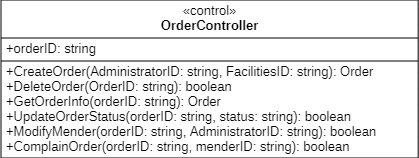 «control»
OrderController
+orderID: string
+CreateOrder(AdministratorID: string, FacilitiesID: string): Order
+DeleteOrder(OrderID: string): boolean
+GetOrderInfo(orderID: string): Order
+UpdateOrderStatus(orderID: string, status: string): boolean
+ModifyMender(orderID: string, AdministratorID: string): boolean
+ComplainOrder(orderID: string, menderID: string): boolean